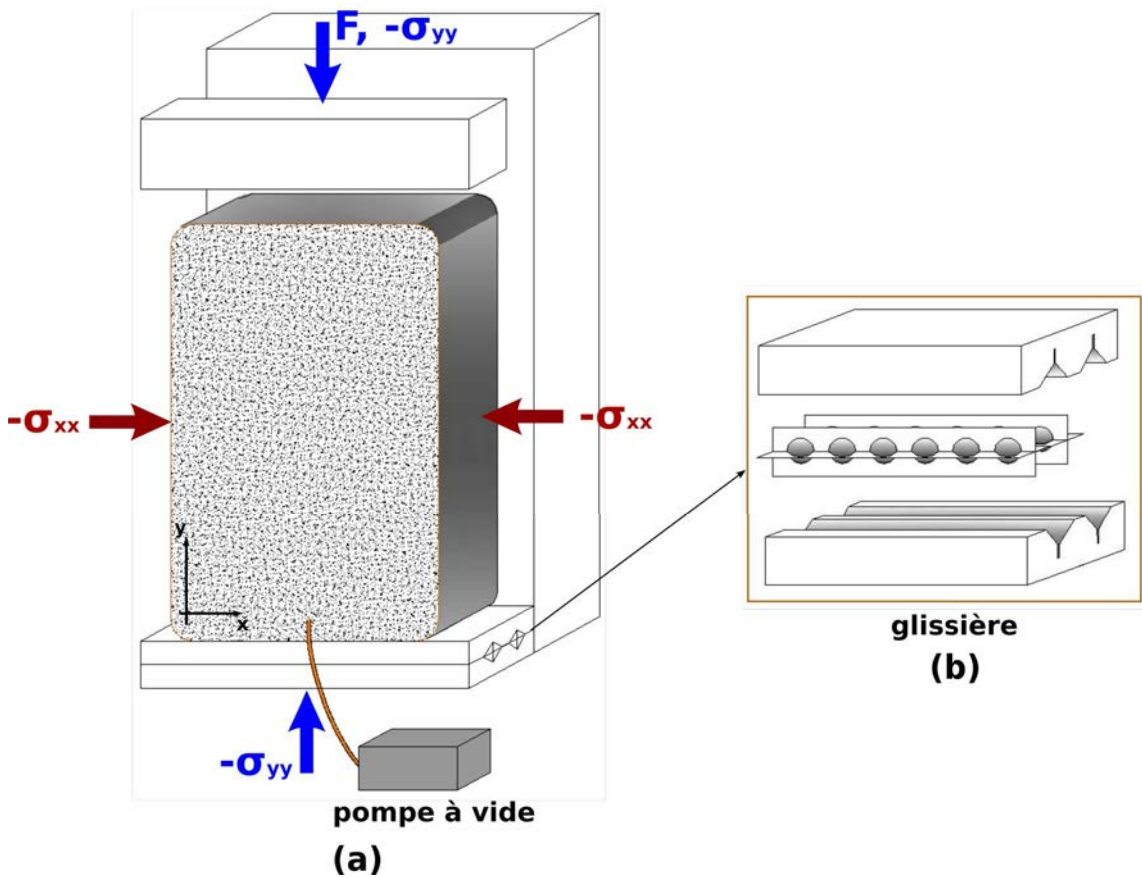 F, -σyy
-σxx
-σxx
y
x
-σyy
pompe à vide
(a)
glissière
(b)